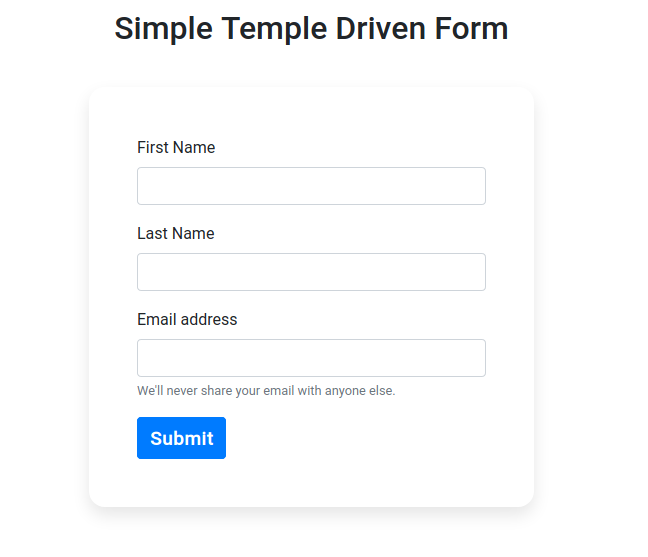 Simple Temple Driven Form
First Name
Last Name
Email address
We'll never share your email with anyone else.
Submit